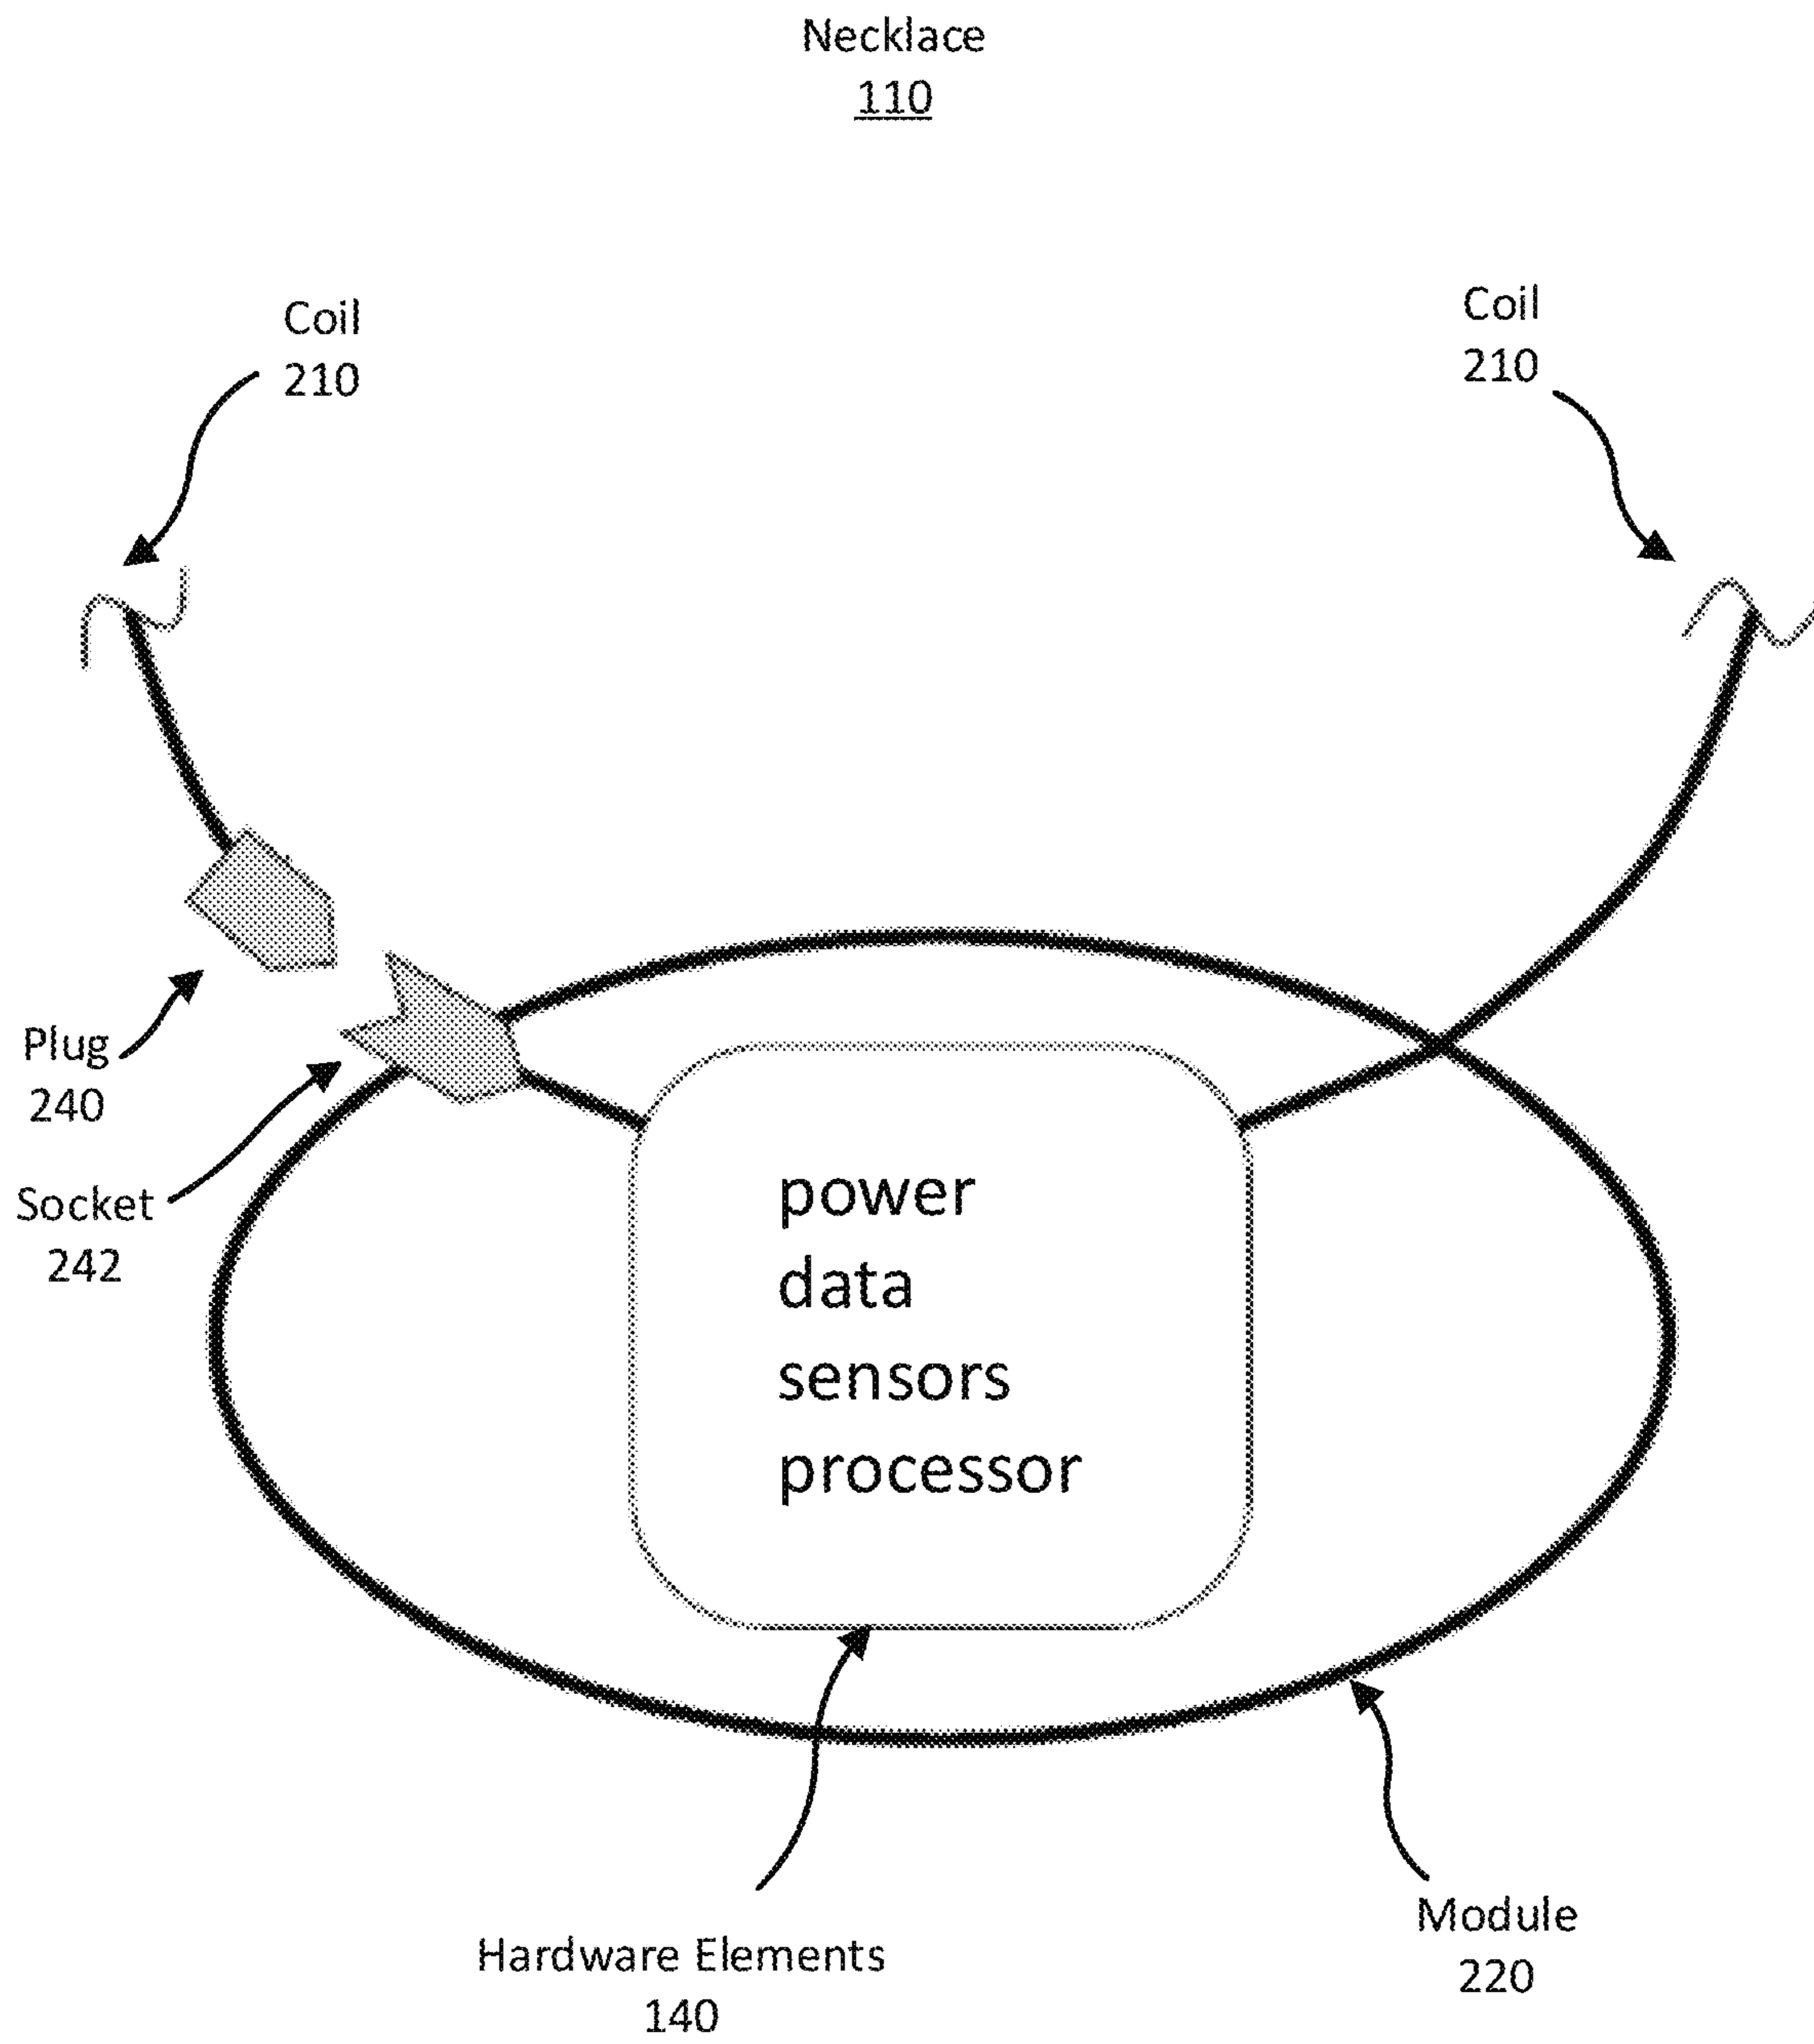 Necklace
110
Coil
210
Coil
210
Plug
240
Socket
242
power
data
sensors
processor
Hardware Elements
140
Module
220